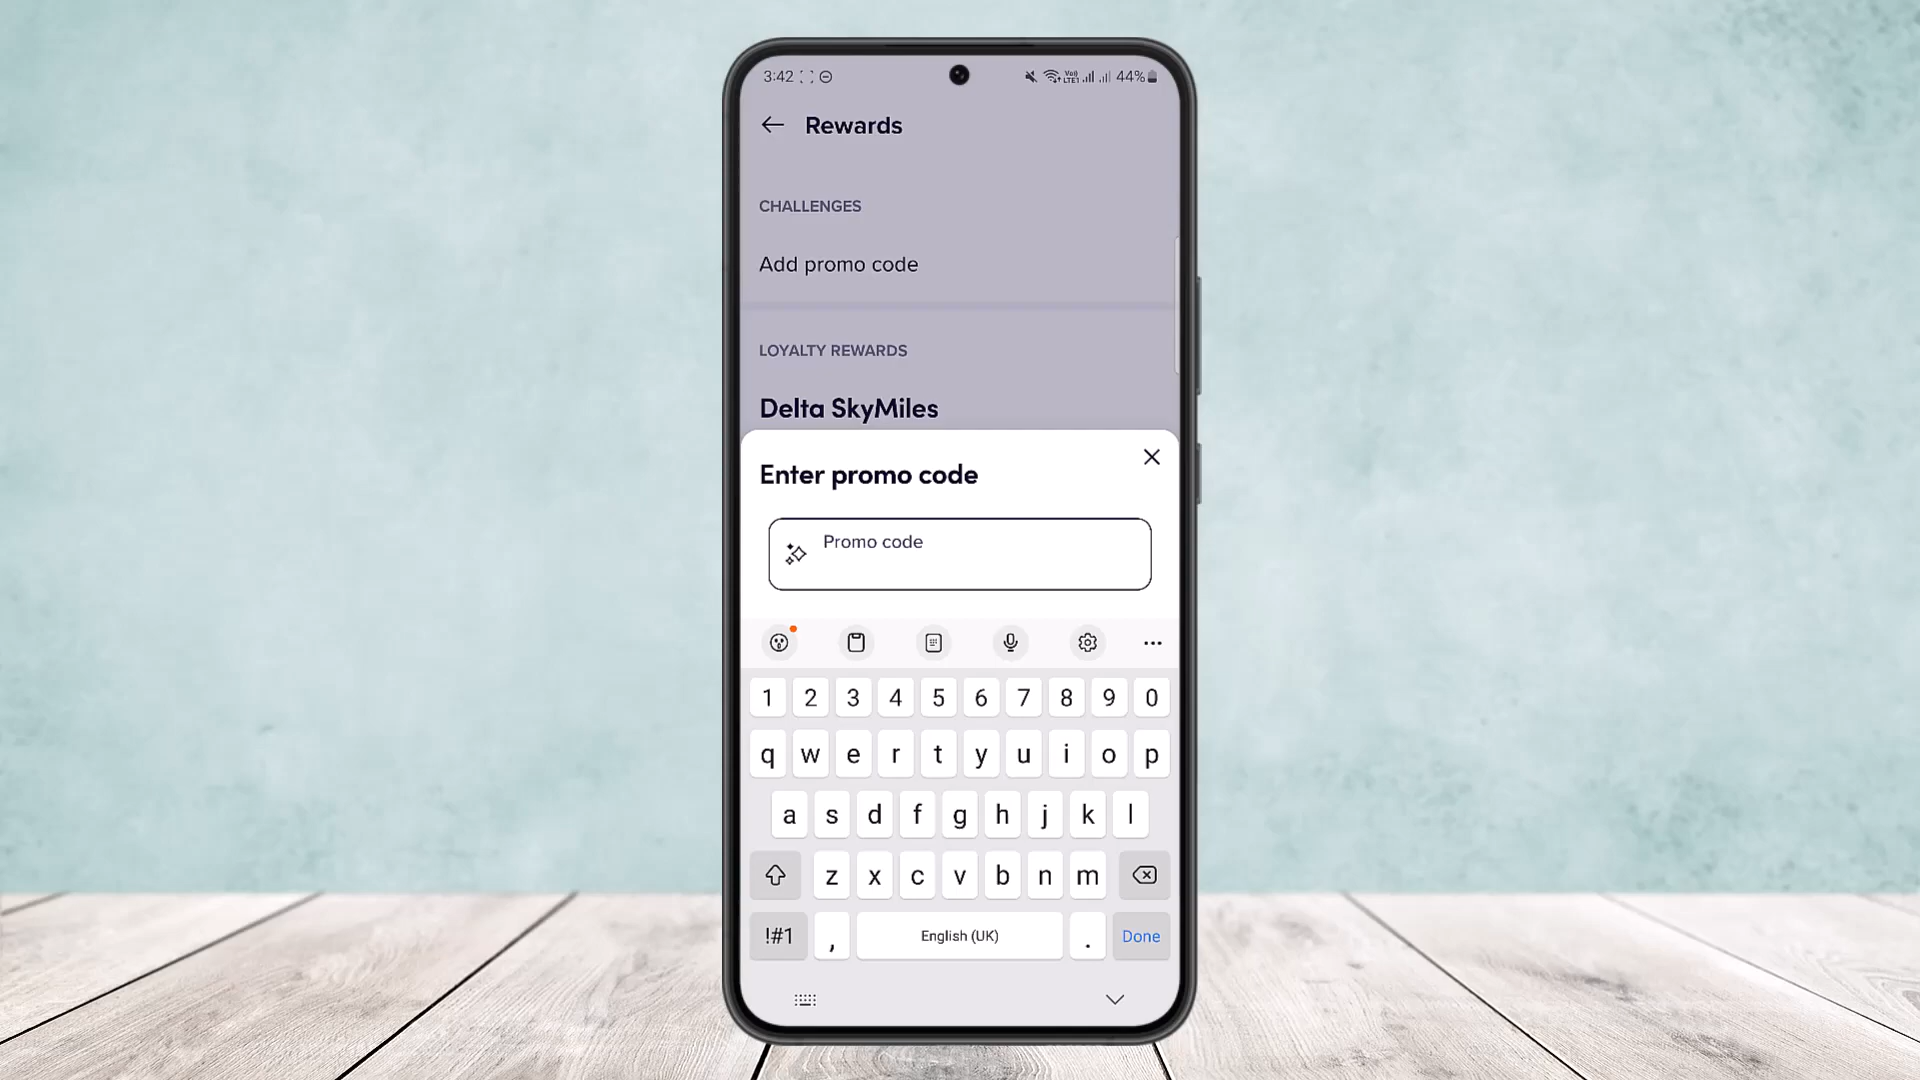 3:42 44%
Rewards
CHALLENGES
Add promo code
LOYALTY REWARDS
Delta SkyMiles
Enter promo code
Promo code
1 2 3 4 5 6 7 8 9 0
q w e r t y u i o p
a s d f g h j k l
z x c v b n m
!#1 , English (UK) . Done